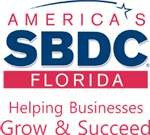 AMERICA'S
SBDC®
FLORIDA
Helping Businesses
Grow & Succeed